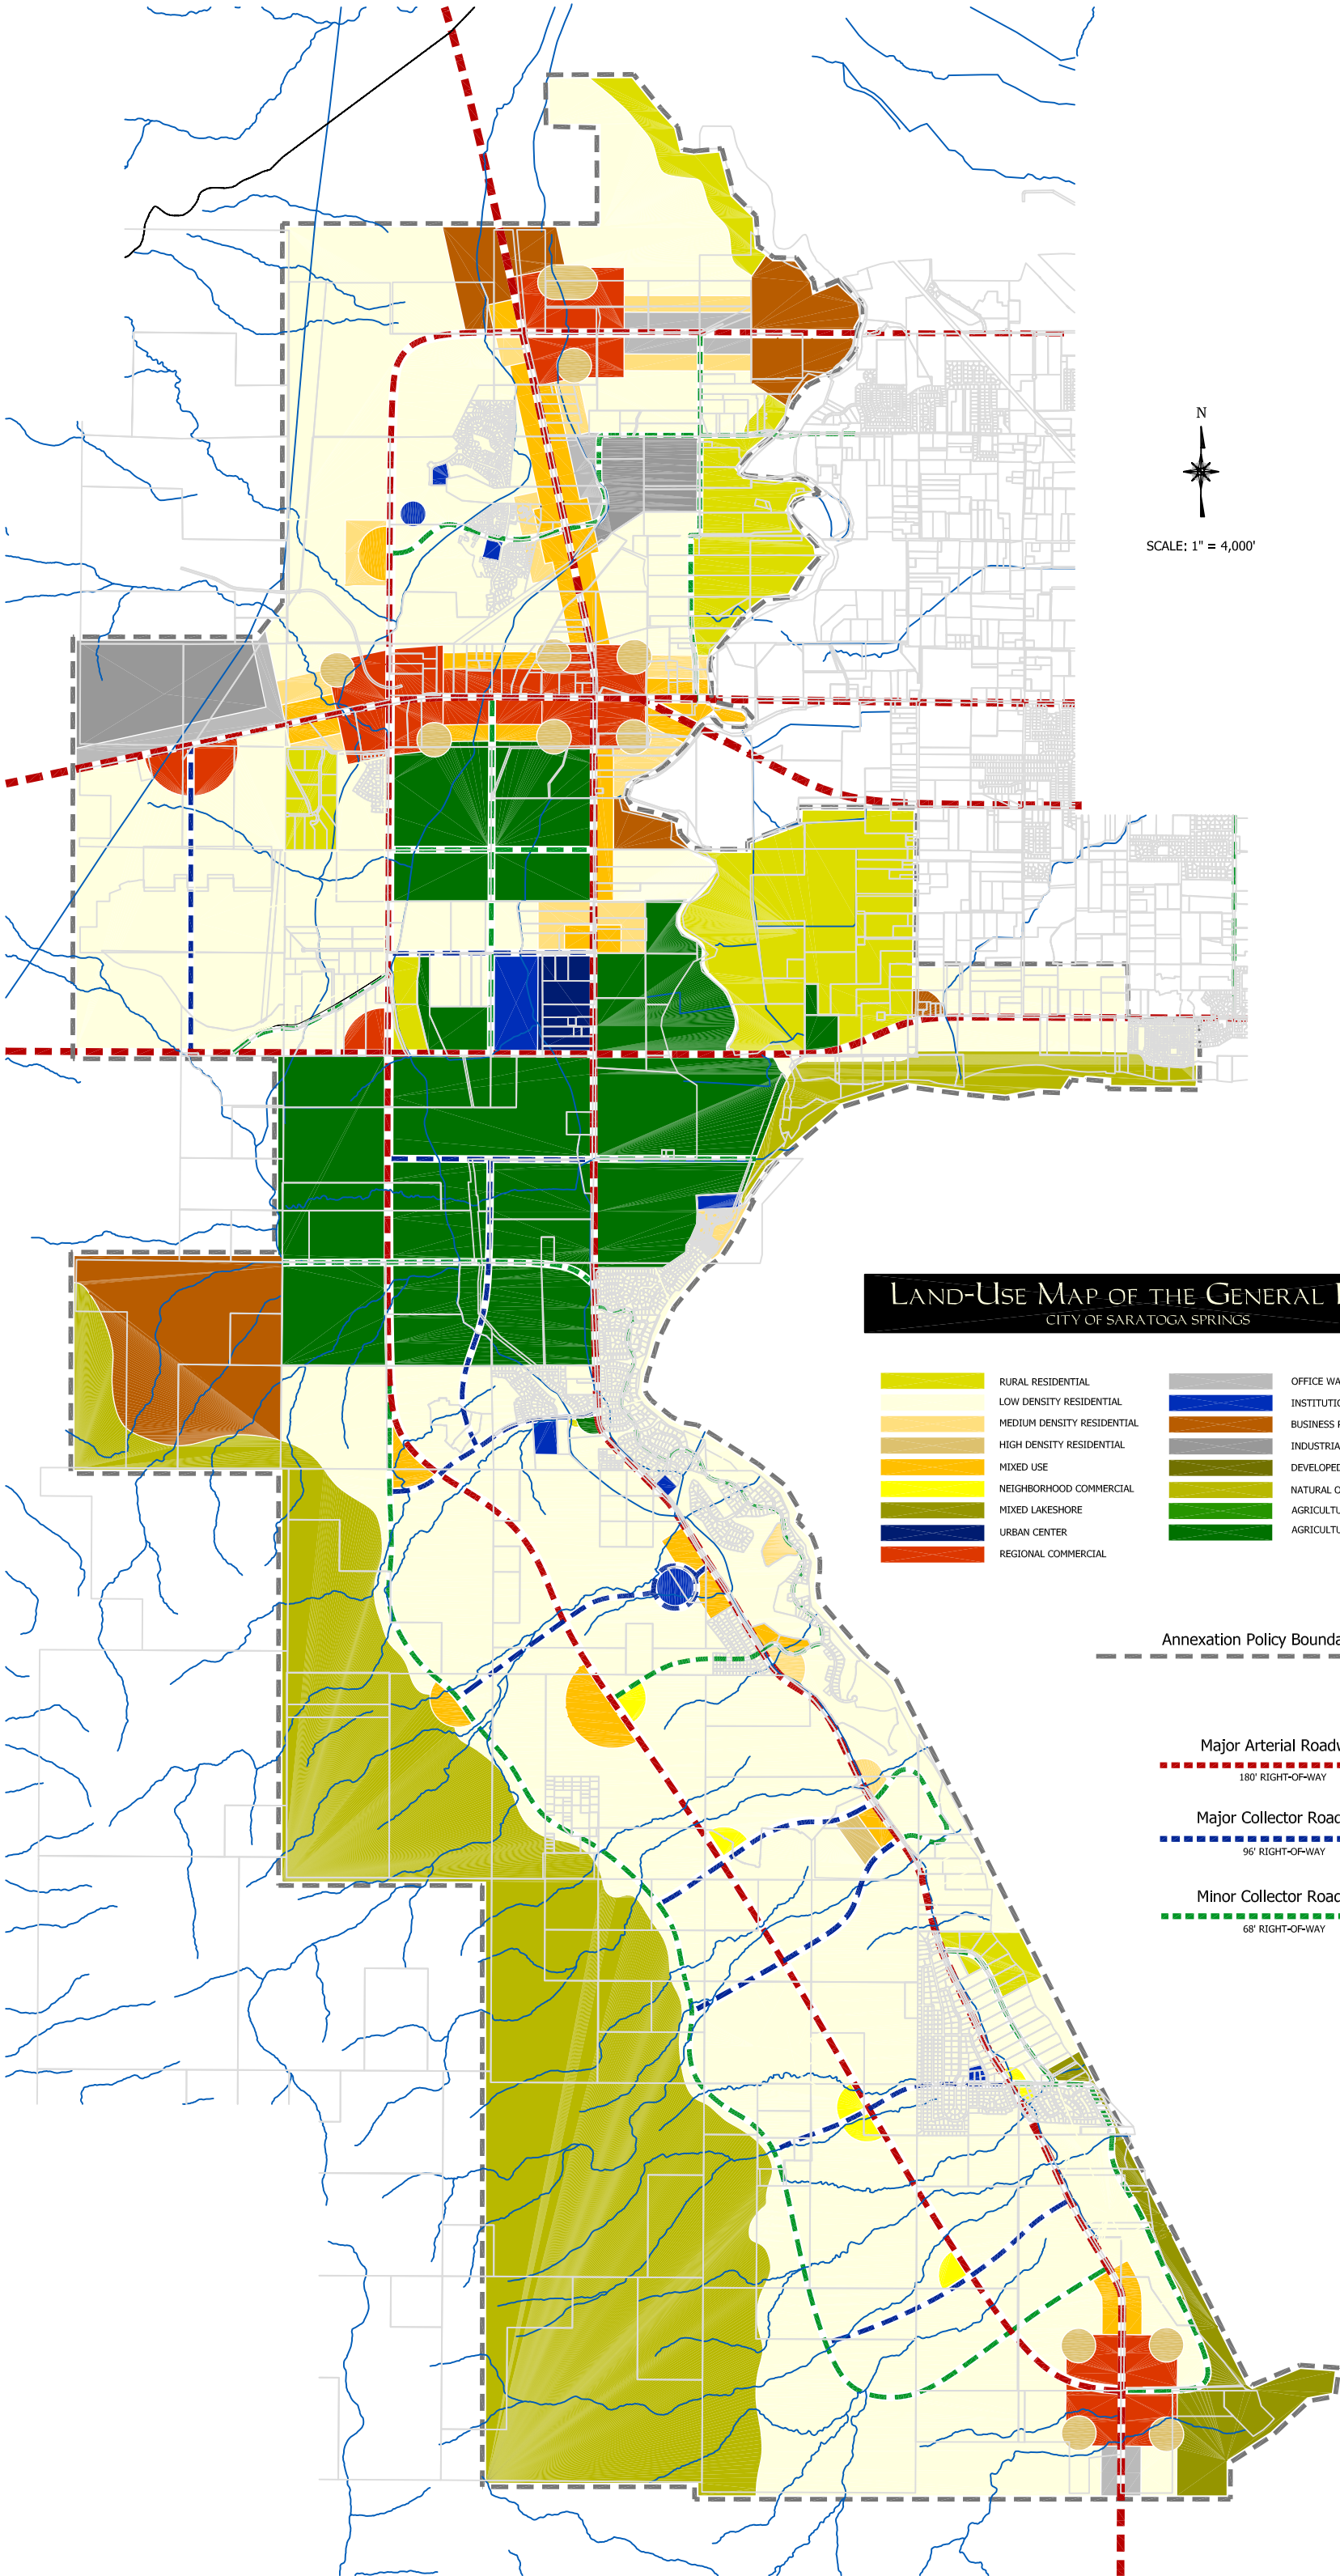 N
SCALE: 1" = 4,000'
LAND-USE MAP OF THE GENERAL
CITY OF SARATOGA SPRINGS
RURAL RESIDENTIAL
LOW DENSITY RESIDENTIAL
MEDIUM DENSITY RESIDENTIAL
HIGH DENSITY RESIDENTIAL
MIXED USE
NEIGHBORHOOD COMMERCIAL
MIXED LAKESHORE
URBAN CENTER
REGIONAL COMMERCIAL
OFFICE WA
INSTITUTIO
BUSINESS P
INDUSTRIA
DEVELOPED
NATURAL O
AGRICULTU
AGRICULTU
Annexation Policy Bounda
Major Arterial Roadw
180' RIGHT-OF-WAY
Major Collector Road
96' RIGHT-OF-WAY
Minor Collector Road
68' RIGHT-OF-WAY